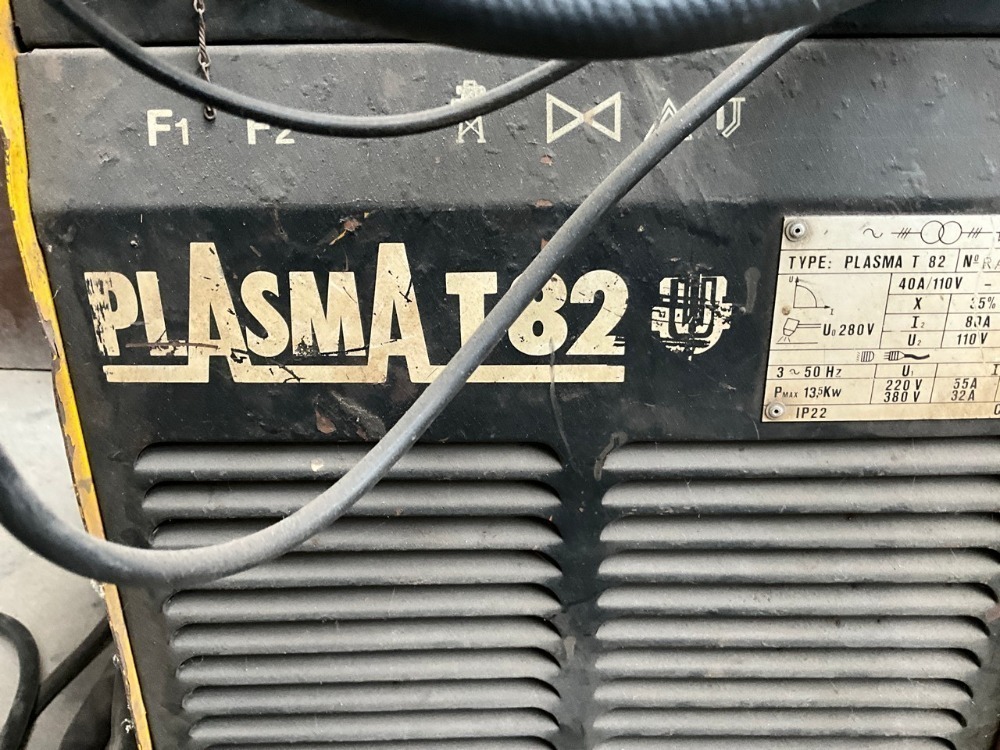 F1 F2
PLASMA T 82
TYPE: PLASMA T 82 Nº
40A/110V -
X 35%
U₀ 280V I₂ 80A
U₂ 110V
3 ~ 50 Hz U₁ I
PMAX 13,5Kw 220 V 55A
380 V 32A
IP22